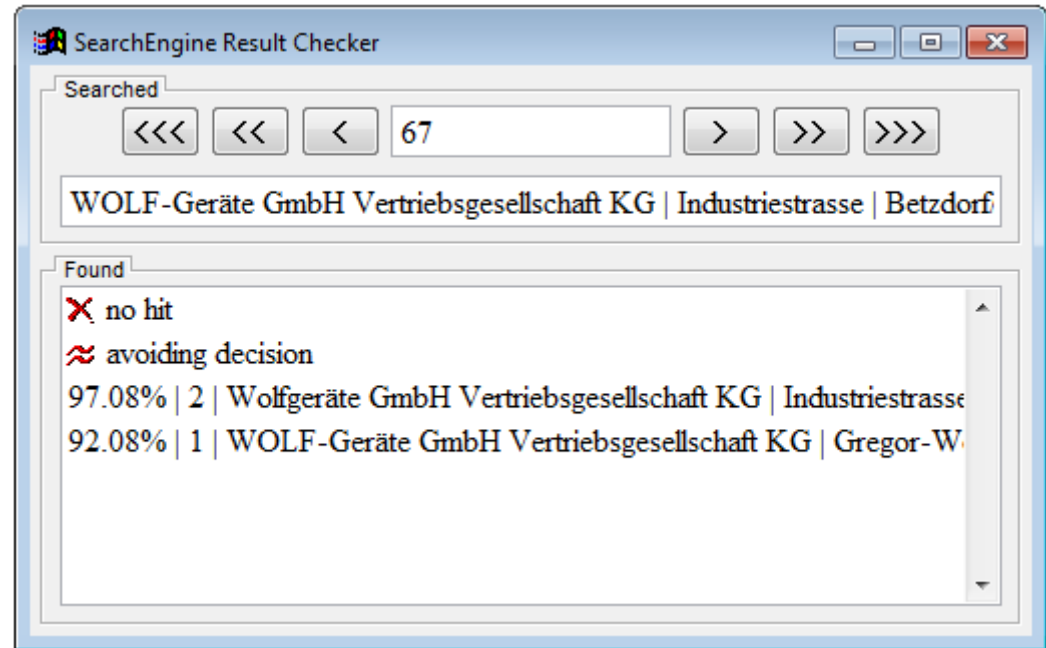 SearchEngine Result Checker
Searched
<<< << < 67 > >> >>>
WOLF-Geräte GmbH Vertriebsgesellschaft KG | Industriestrasse | Betzdorf
Found
no hit
avoiding decision
97.08% | 2 | Wolfgeräte GmbH Vertriebsgesellschaft KG | Industriestrasse
92.08% | 1 | WOLF-Geräte GmbH Vertriebsgesellschaft KG | Gregor-W